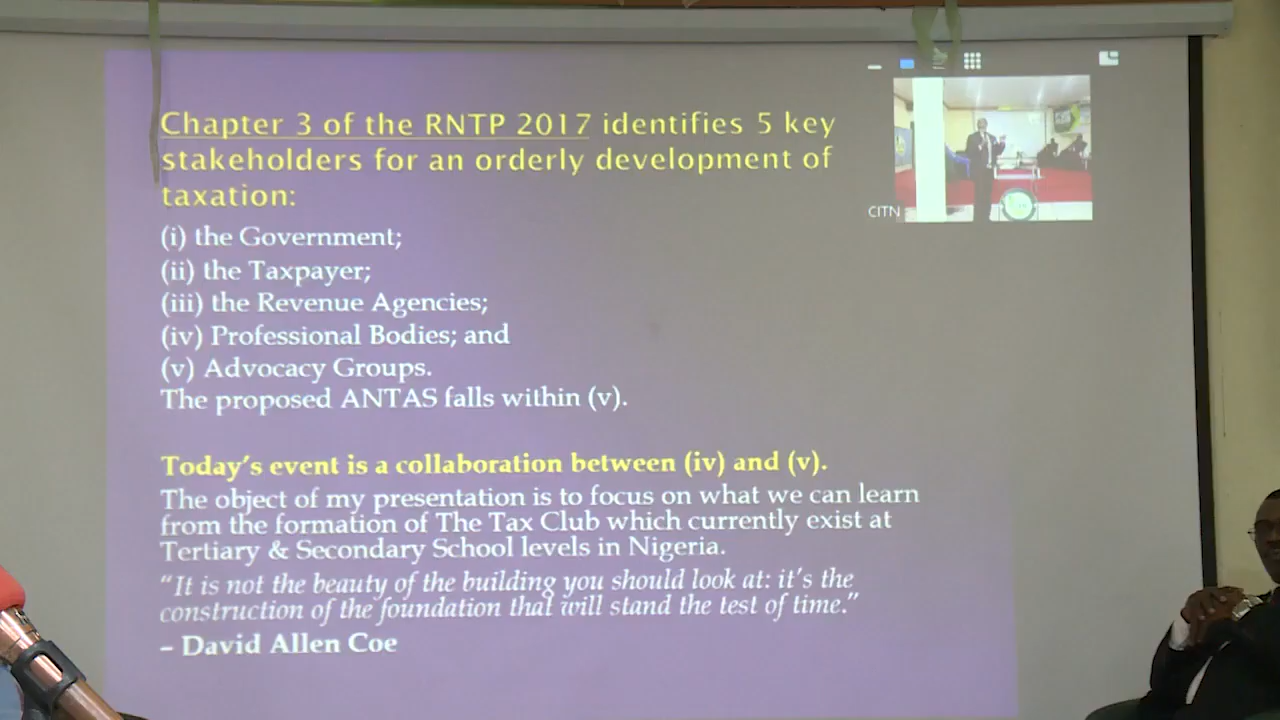 Chapter 3 of the RNTP 2017 identifies 5 key
stakeholders for an orderly development of
taxation:
(i) the Government;
(ii) the Taxpayer;
(iii) the Revenue Agencies;
(iv) Professional Bodies; and
(v) Advocacy Groups.
The proposed ANTAS falls within (v).
Today's event is a collaboration between (iv) and (v).
The object of my presentation is to focus on what we can learn
from the formation of The Tax Club which currently exist at
Tertiary & Secondary School levels in Nigeria.
“It is not the beauty of the building you should look at: it's the
construction of the foundation that will stand the test of time.”
– David Allen Coe
CITN